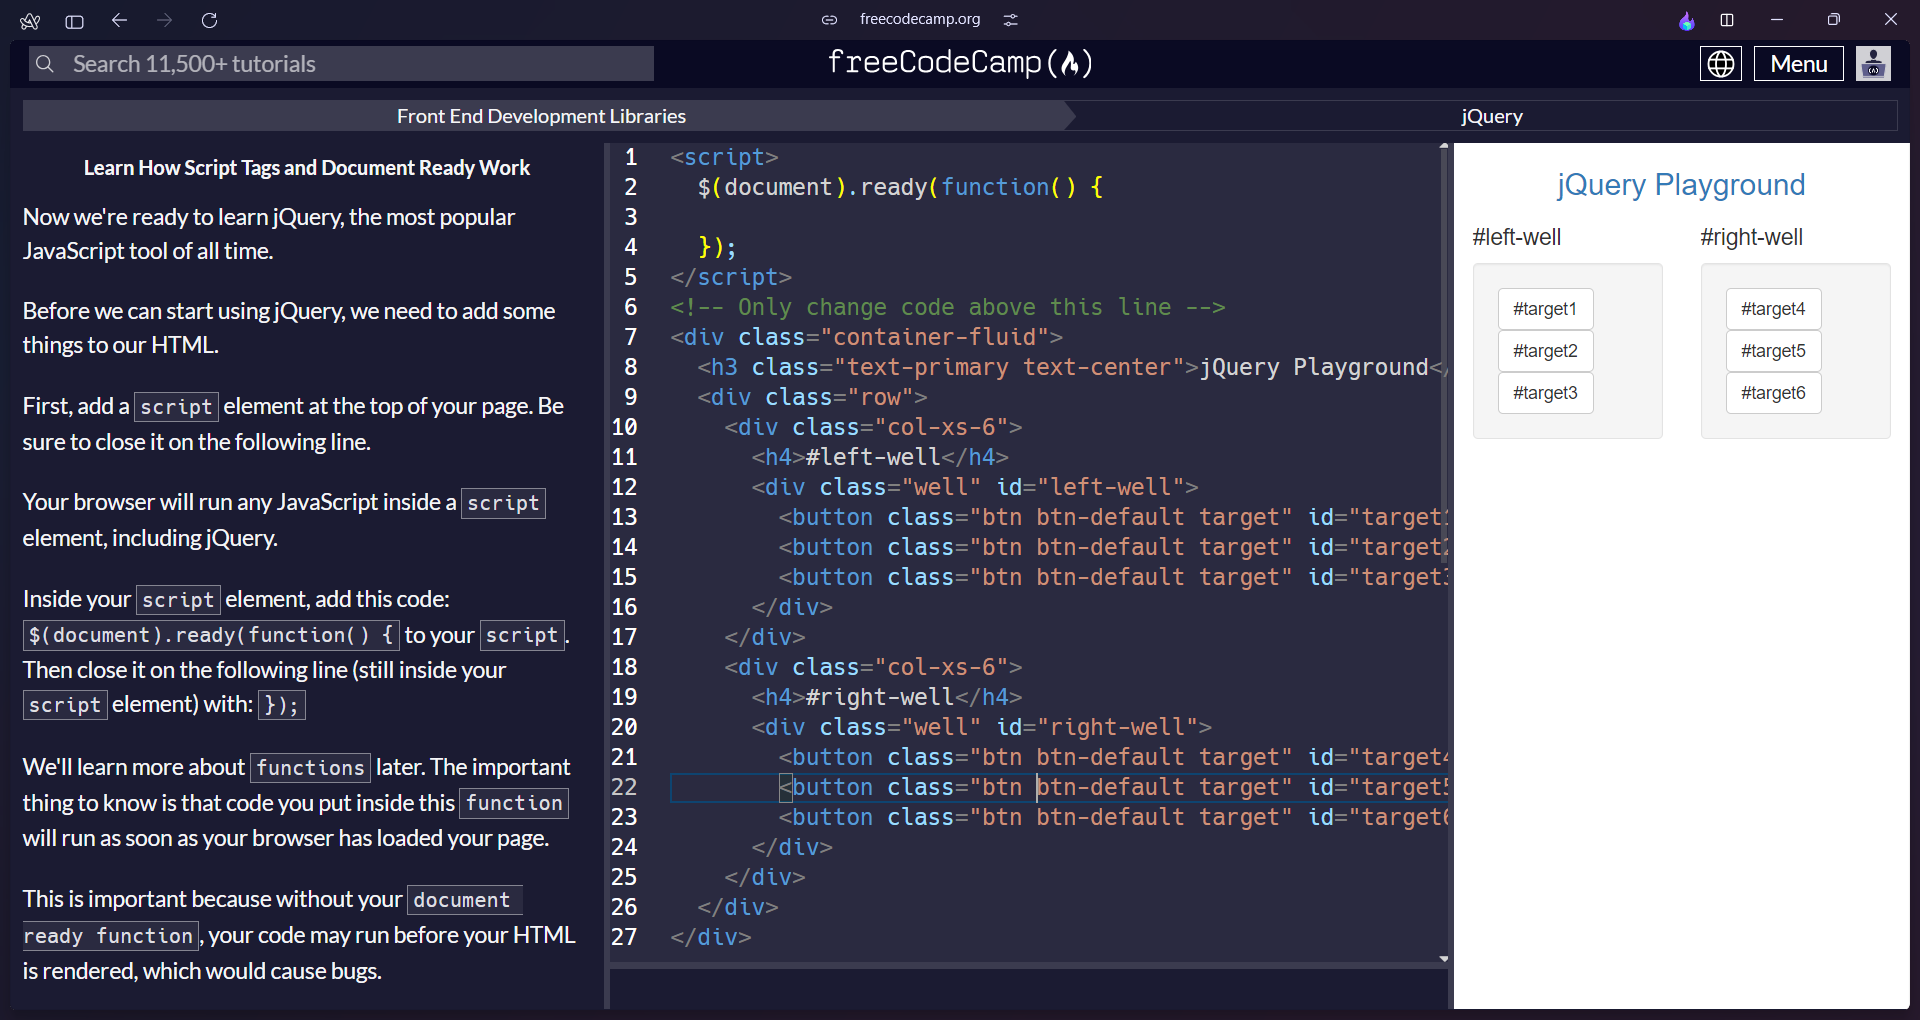 freecodecamp.org
Search 11,500+ tutorials
freeCodeCamp
Menu
Front End Development Libraries
jQuery
Learn How Script Tags and Document Ready Work
Now we're ready to learn jQuery, the most popular
JavaScript tool of all time.
Before we can start using jQuery, we need to add some
things to our HTML.
First, add a script element at the top of your page. Be
sure to close it on the following line.
Your browser will run any JavaScript inside a script
element, including jQuery.
Inside your script element, add this code:
$(document).ready(function() { to your script.
Then close it on the following line (still inside your
script element) with: });
We'll learn more about functions later. The important
thing to know is that code you put inside this function
will run as soon as your browser has loaded your page.
This is important because without your document
ready function, your code may run before your HTML
is rendered, which would cause bugs.
1 <script>
2 $(document).ready(function() {
3
4 });
5 </script>
6 <!-- Only change code above this line -->
7 <div class="container-fluid">
8 <h3 class="text-primary text-center">jQuery Playground<
9 <div class="row">
10 <div class="col-xs-6">
11 <h4>#left-well</h4>
12 <div class="well" id="left-well">
13 <button class="btn btn-default target" id="target1
14 <button class="btn btn-default target" id="target2
15 <button class="btn btn-default target" id="target3
16 </div>
17 </div>
18 <div class="col-xs-6">
19 <h4>#right-well</h4>
20 <div class="well" id="right-well">
21 <button class="btn btn-default target" id="target4
22 <button class="btn btn-default target" id="target5
23 <button class="btn btn-default target" id="target6
24 </div>
25 </div>
26 </div>
27 </div>
jQuery Playground
#left-well
#target1
#target2
#target3
#right-well
#target4
#target5
#target6